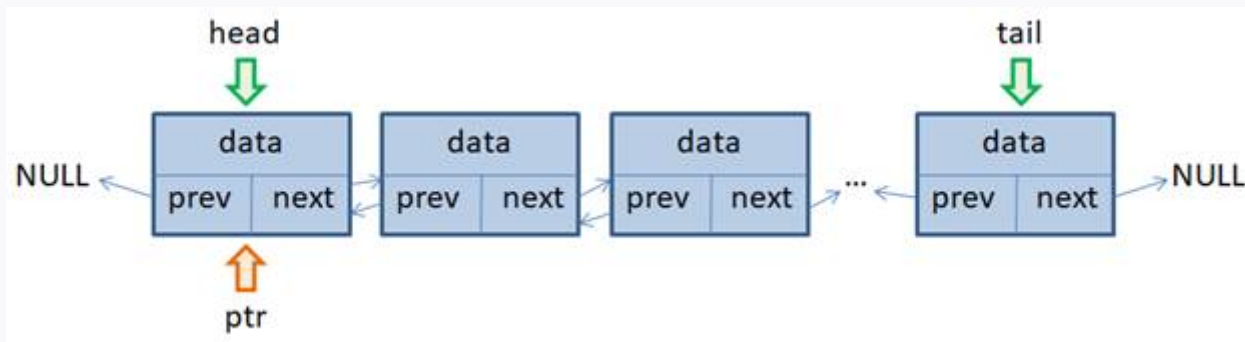 head tail
data data data data
NULL prev next prev next prev next ... prev next NULL
ptr